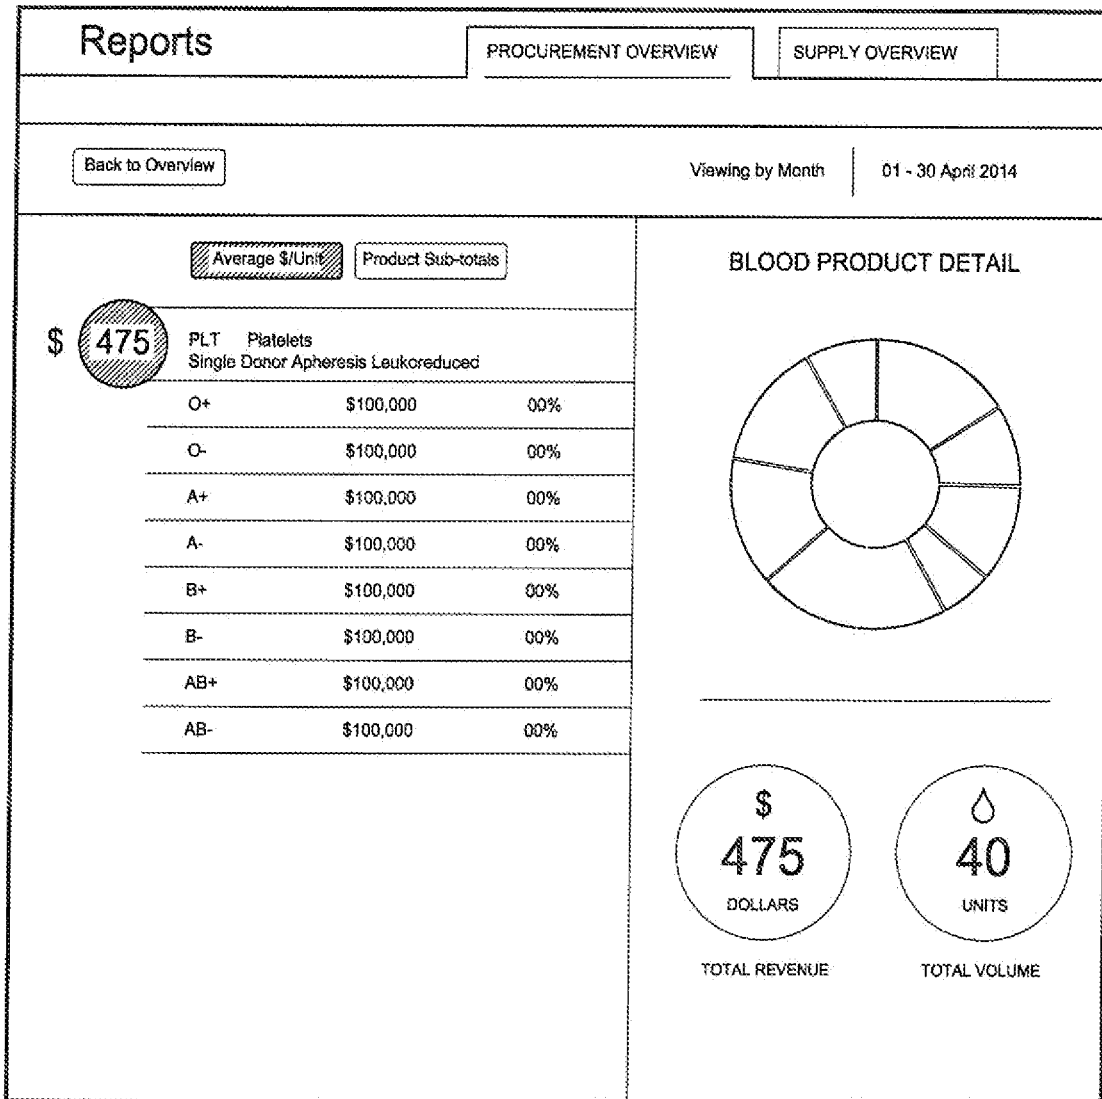 Reports
PROCUREMENT OVERVIEW
SUPPLY OVERVIEW
Back to Overview
Viewing by Month
01 - 30 April 2014
Average $/Unit
Product Sub-totals
BLOOD PRODUCT DETAIL
$ 475
PLT Platelets
Single Donor Apheresis Leukoreduced
O+ $100,000 00%
O- $100,000 00%
A+ $100,000 00%
A- $100,000 00%
B+ $100,000 00%
B- $100,000 00%
AB+ $100,000 00%
AB- $100,000 00%
$
475
DOLLARS
TOTAL REVENUE
40
UNITS
TOTAL VOLUME